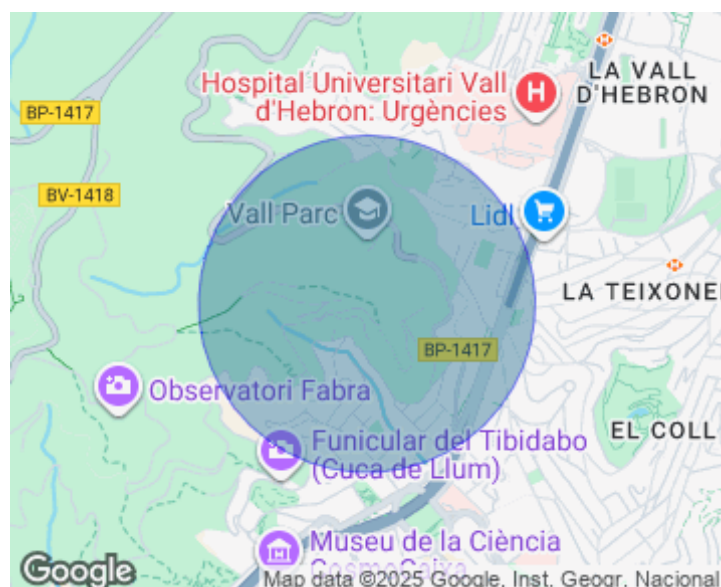 Hospital Universitari Vall
d'Hebron: Urgències
H
LA VALL
D'HEBRON
BP-1417
BV-1418
Vall Parc
Lidl
LA TEIXONE
BP-1417
Observatori Fabra
EL COLL
Funicular del Tibidabo
(Cuca de Llum)
Museu de la Ciència
CosmoCaixa
Google
Map data ©2025 Google, Inst. Geogr. Nacional